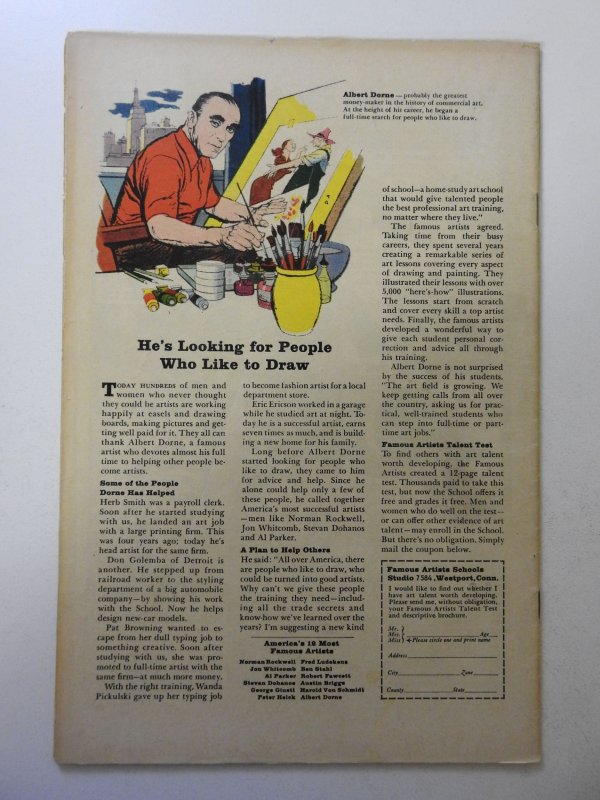 Albert Dorne — probably the greatest
money-maker in the history of commercial art.
At the height of his career, he began a
full-time search for people who like to draw.
He's Looking for People
Who Like to Draw
TODAY HUNDREDS of men and
women who never thought
they could be artists are working
happily at easels and drawing
boards, making pictures and get-
ting well paid for it. They all can
thank Albert Dorne, a famous
artist who devotes almost his full
time to helping other people be-
come artists.
Some of the People
Dorne Has Helped
Herb Smith was a payroll clerk.
Soon after he started studying
with us, he landed an art job
with a large printing firm. This
was four years ago; today he's
head artist for the same firm.
Don Golemba of Detroit is
another. He stepped up from
railroad worker to the styling
department of a big automobile
company—by showing his work
with the School. Now he helps
design new-car models.
Pat Browning wanted to es-
cape from her dull typing job to
something creative. Soon after
studying with us, she was pro-
moted to full-time artist with the
same firm—at much more money.
With the right training, Wanda
Pickulski gave up her typing job
to become fashion artist for a local
department store.
Eric Ericson worked in a garage
while he studied art at night. To-
day he is a successful artist, earns
seven times as much, and is build-
ing a new home for his family.
Long before Albert Dorne
started looking for people who
like to draw, they came to him
for advice and help. Since he
alone could help only a few of
these people, he called together
America's most successful artists
—men like Norman Rockwell,
Jon Whitcomb, Stevan Dohanos
and Al Parker.
A Plan to Help Others
He said: "All over America, there
are people who like to draw, who
could be turned into good artists.
Why can't we give these people
the training they need—includ-
ing all the trade secrets and
know-how we've learned over the
years? I'm suggesting a new kind
America's 12 Most
Famous Artists
Norman Rockwell Fred Ludekens
Jon Whitcomb Ben Stahl
Al Parker Robert Fawcett
Stevan Dohanos Austin Briggs
George Giusti Harold Von Schmidt
Peter Helck Albert Dorne
of school—a home-study art school
that would give talented people
the best professional art training,
no matter where they live."
The famous artists agreed.
Taking time from their busy
careers, they spent several years
creating a remarkable series of
art lessons covering every aspect
of drawing and painting. They
illustrated their lessons with over
5,000 "here's-how" illustrations.
The lessons start from scratch
and cover every skill a top artist
needs. Finally, the famous artists
developed a wonderful way to
give each student personal cor-
rection and advice all through
his training.
Albert Dorne is not surprised
by the success of his students.
"The art field is growing. We
keep getting calls from all over
the country, asking us for prac-
tical, well-trained students who
can step into full-time or part-
time art jobs."
Famous Artists Talent Test
To find others with art talent
worth developing, the Famous
Artists created a 12-page talent
test. Thousands paid to take this
test, but now the School offers it
free and grades it free. Men and
women who do well on the test—
or can offer other evidence of art
talent—may enroll in the School.
But there's no obligation. Simply
mail the coupon below.
Famous Artists Schools
Studio 7584, Westport, Conn.
I would like to find out whether I
have art talent worth developing.
Please send me, without obligation,
your Famous Artists Talent Test
and descriptive brochure.
Mr.
Mrs. Age
Miss Please circle one and print name
Address
City Zone
County State